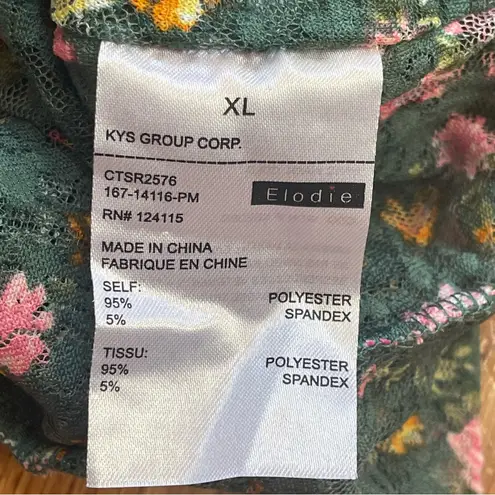 XL
KYS GROUP CORP.
CTSR2576
167-14116-PM
RN# 124115
Elodie
MADE IN CHINA
FABRIQUE EN CHINE
SELF:
95% POLYESTER
5% SPANDEX
TISSU:
95% POLYESTER
5% SPANDEX